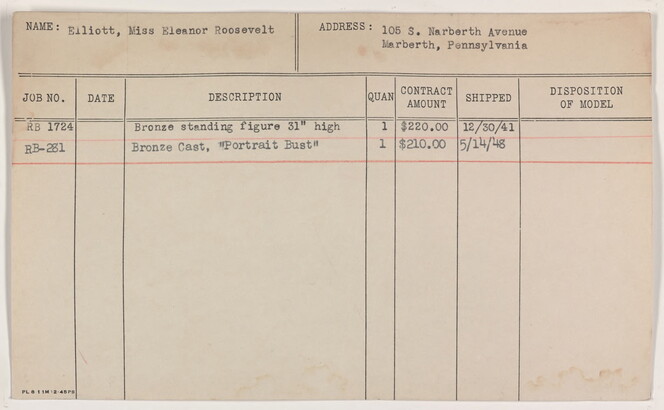 NAME: Elliott, Miss Eleanor Roosevelt
ADDRESS: 105 S. Narberth Avenue
Marberth, Pennsylvania
JOB NO. DATE DESCRIPTION QUAN CONTRACT AMOUNT SHIPPED DISPOSITION OF MODEL
RB 1724 Bronze standing figure 31" high 1 $220.00 12/30/41
RB-281 Bronze Cast, "Portrait Bust" 1 $210.00 5/14/48